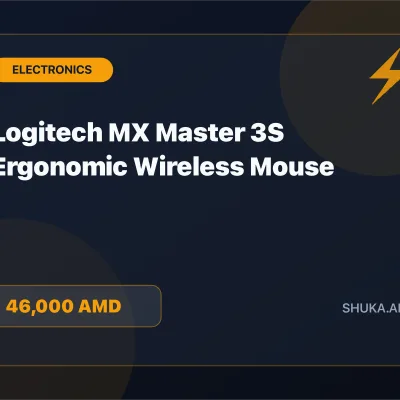 ELECTRONICS
Logitech MX Master 3S
Ergonomic Wireless Mouse
46,000 AMD
SHUKA.A